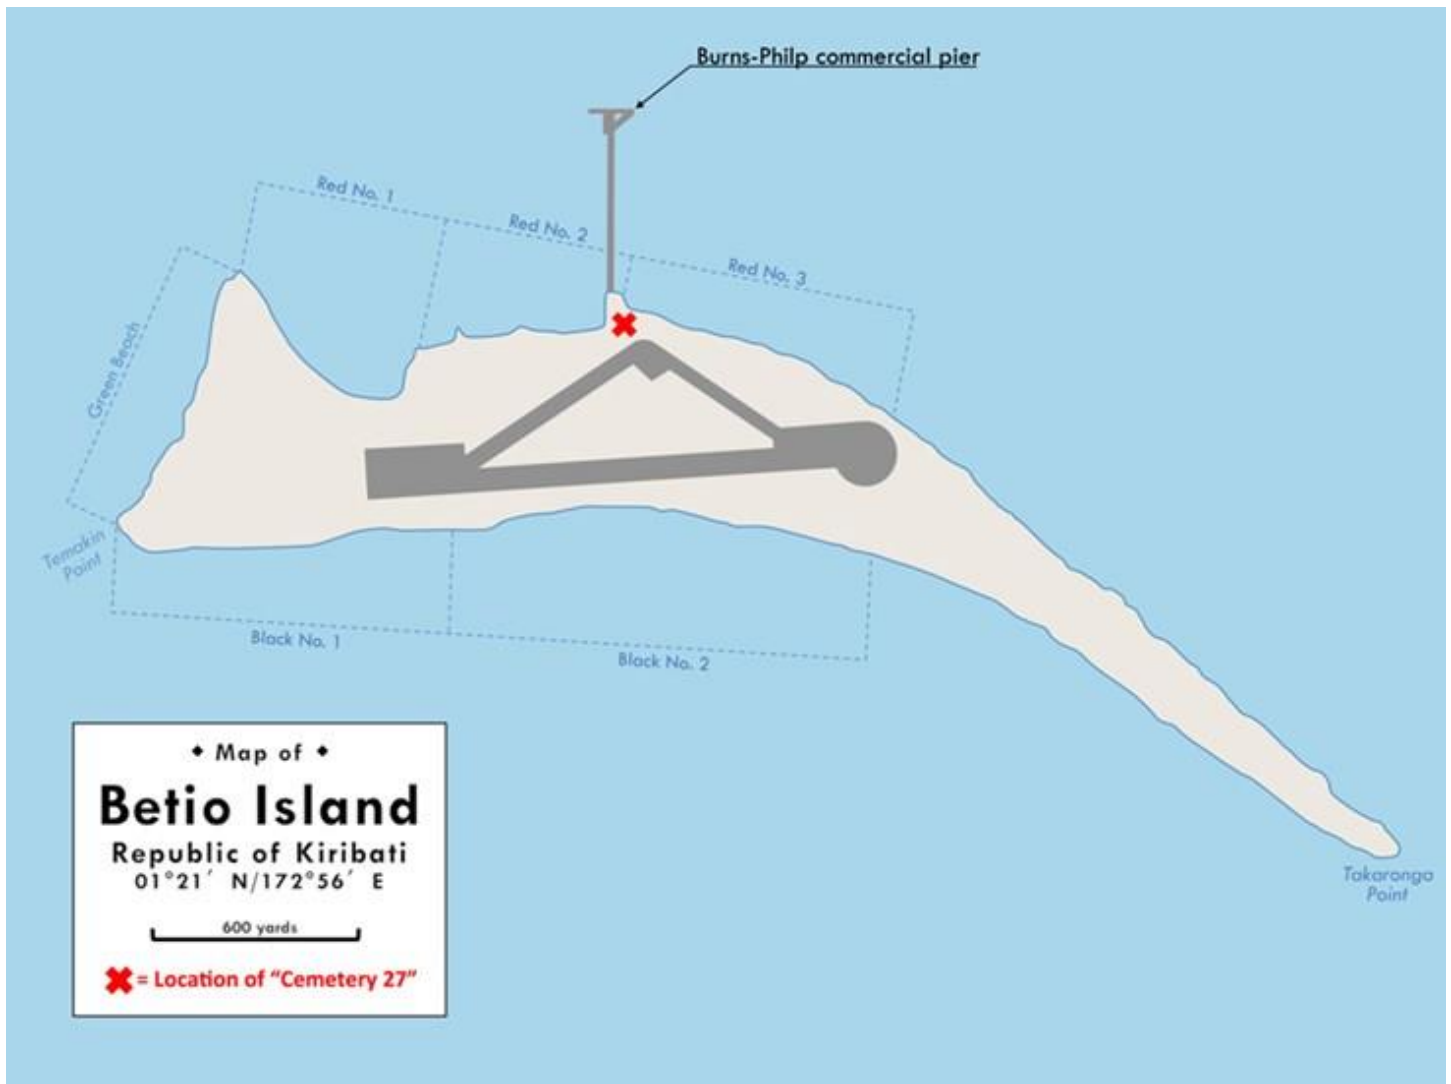 Burns-Philp commercial pier
Red No. 1
Red No. 2
Red No. 3
Green Beach
Temakin
Point
Black No. 1
Black No. 2
Takaronga
Point
Map of
Betio Island
Republic of Kiribati
01°21′ N/172°56′ E
600 yards
= Location of “Cemetery 27”